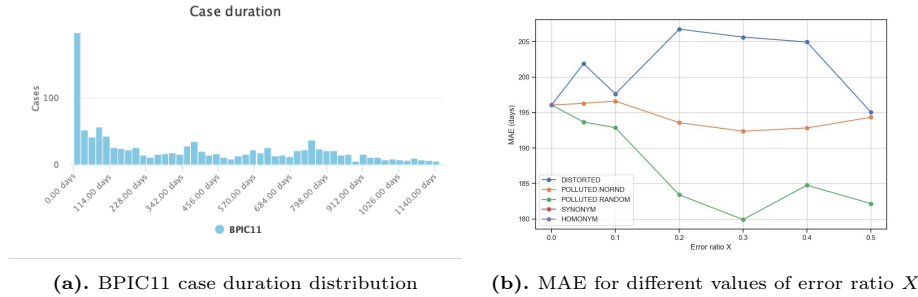 Case duration
Cases
100
0
0.00 days
114.00 days
228.00 days
342.00 days
456.00 days
570.00 days
684.00 days
798.00 days
912.00 days
1026.00 days
1140.00 days
BPIC11
(a). BPIC11 case duration distribution
MAE (days)
205
200
195
190
185
180
DISTORTED
POLLUTED.NORND
POLLUTED.RANDOM
SYNONYM
HOMONYM
0.0
0.1
0.2
0.3
0.4
0.5
Error ratio X
(b). MAE for different values of error ratio X